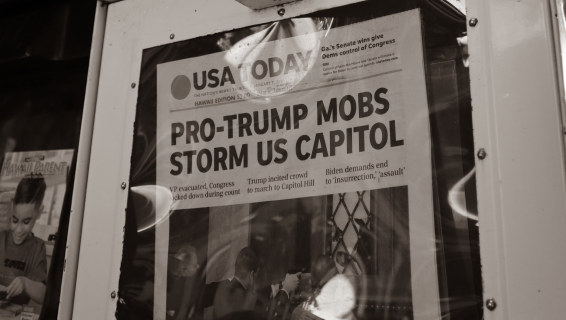 USA TODAY
Ga.'s Senate wins give
Dems control of Congress
HAWAII EDITION
PRO-TRUMP MOBS
STORM US CAPITOL
VP evacuated, Congress
locked down during count
Trump incited crowd
to march to Capitol Hill
Biden demands end
to 'insurrection,' 'assault'
PARENT